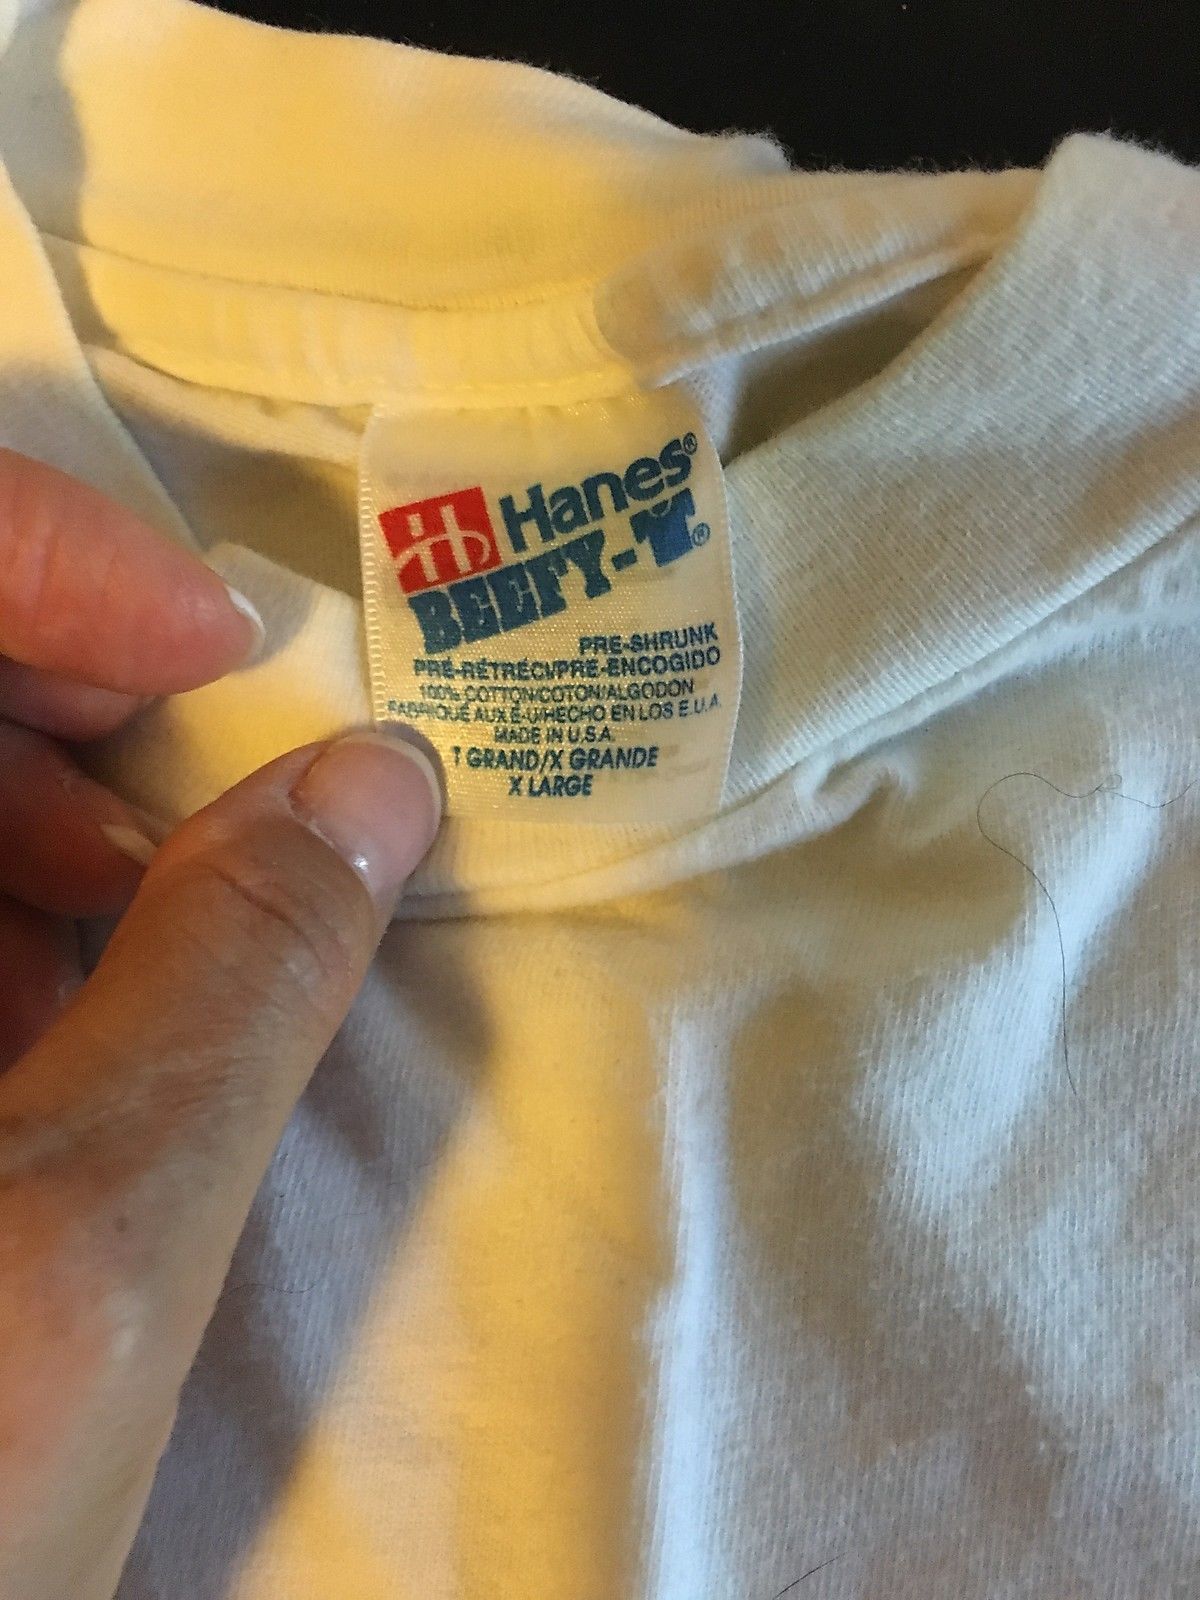 Hanes®
BEEFY-T®
PRE-SHRUNK
PRÉ-RÉTRÉCI/PRE-ENCOGIDO
100% COTTON/COTON/ALGODON
FABRIQUÉ AUX É-U/HECHO EN LOS E.U.A.
MADE IN U.S.A.
T GRAND/X GRANDE
X LARGE